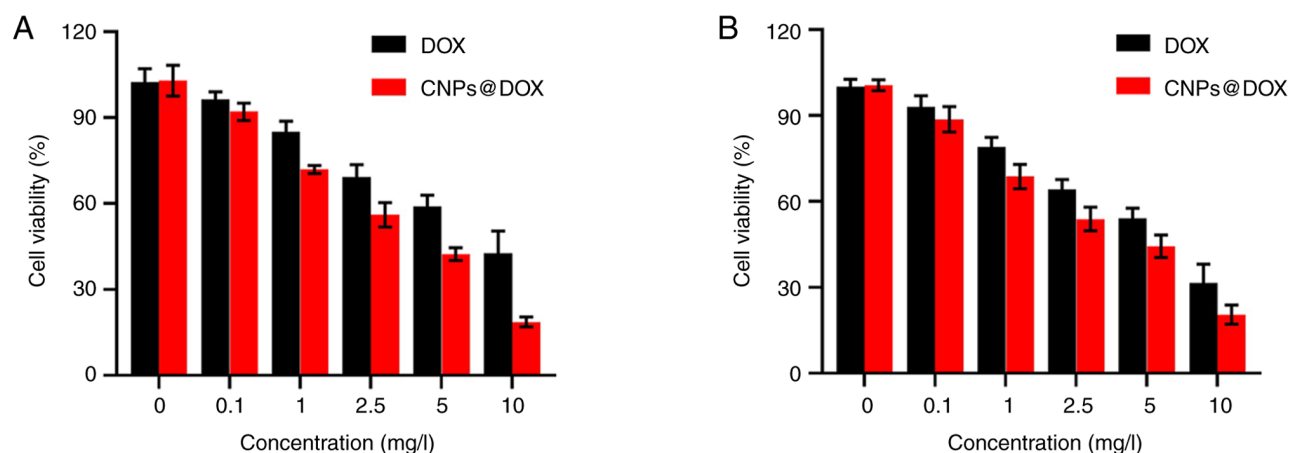 A
120
90
60
30
0
Cell viability (%)
DOX
CNPs@DOX
0 0.1 1 2.5 5 10
Concentration (mg/l)
B
120
90
60
30
0
Cell viability (%)
DOX
CNPs@DOX
0 0.1 1 2.5 5 10
Concentration (mg/l)